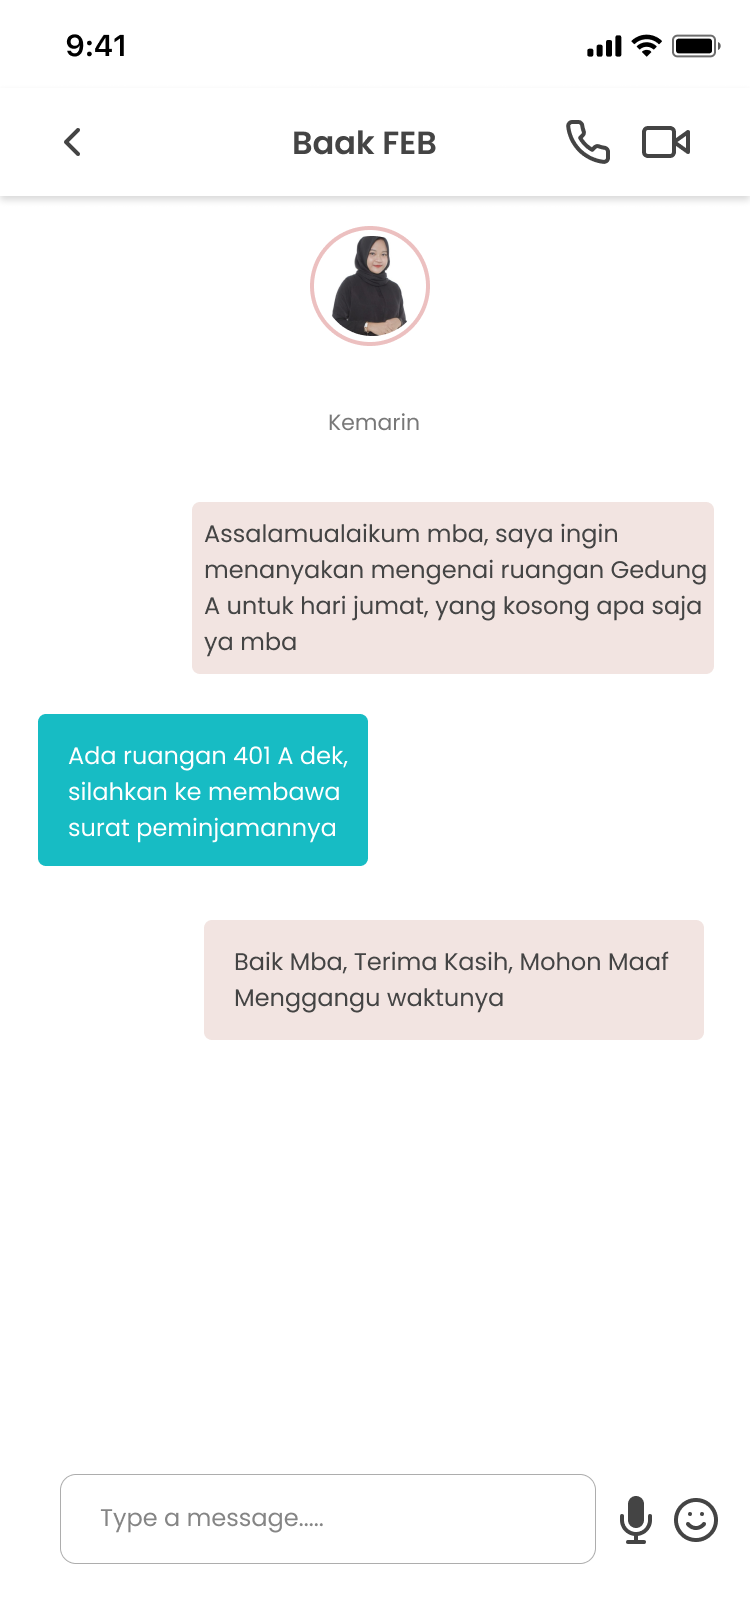 9:41
Baak FEB
Kemarin
Assalamualaikum mba, saya ingin
menanyakan mengenai ruangan Gedung
A untuk hari jumat, yang kosong apa saja
ya mba
Ada ruangan 401 A dek,
silahkan ke membawa
surat peminjamannya
Baik Mba, Terima Kasih, Mohon Maaf
Menggangu waktunya
Type a message.....